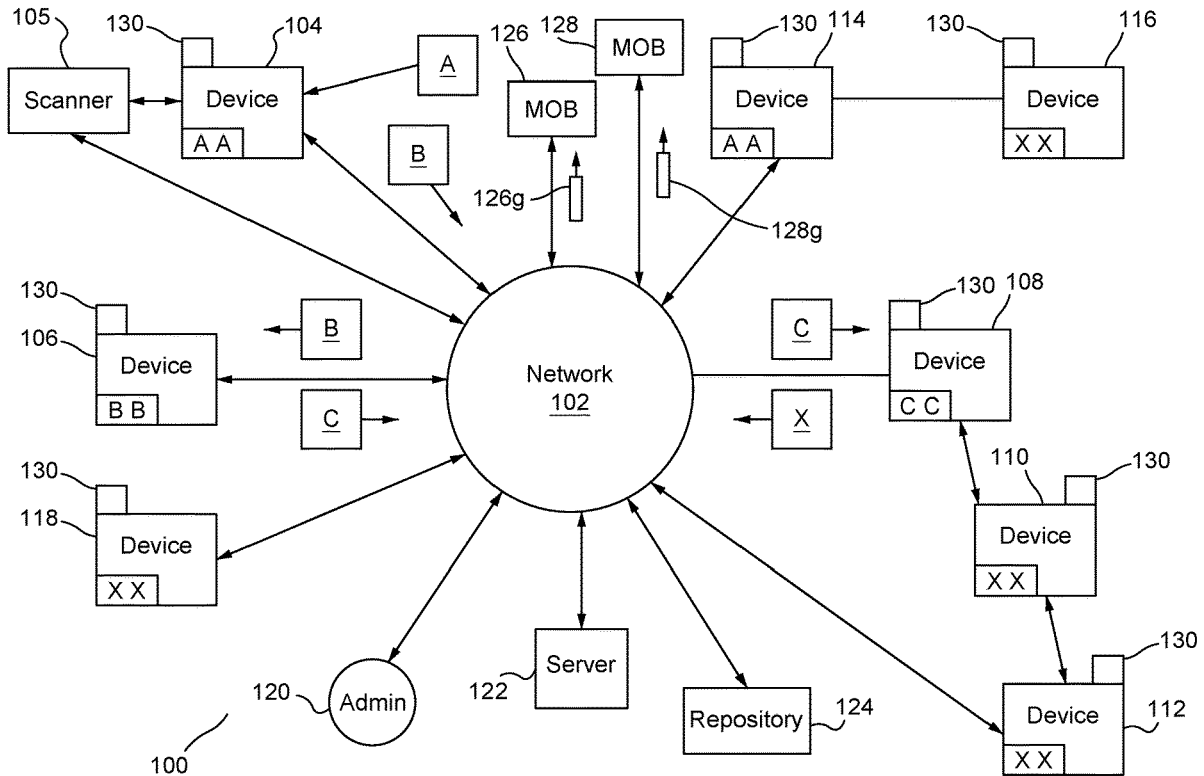 105
130
104
126
128
130
114
130
116
Scanner
Device
A A
A
MOB
MOB
Device
A A
Device
X X
B
126g
128g
130
106
Device
B B
B
C
Network
102
C
X
130
108
Device
C C
130
118
Device
X X
110
130
Device
X X
120
Admin
122
Server
Repository
124
130
Device
X X
112
100